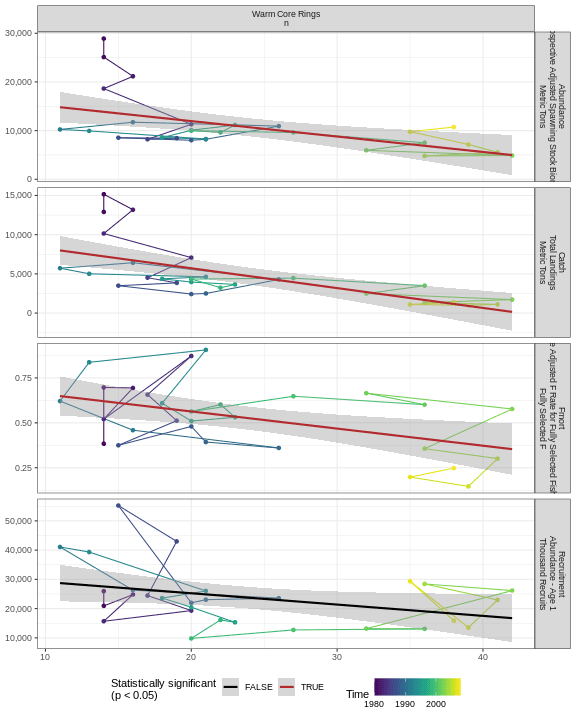 Warm Core Rings
n
30,000
20,000
10,000
0
Abundance
Adjusted Spawning Stock
Metric Tons
15,000
10,000
5,000
0
Catch
Total Landings
Metric Tons
0.75
0.50
0.25
Fmort
Adjusted F Rate for Fully Selected Fish
Fully Selected F
50,000
40,000
30,000
20,000
10,000
Recruitment
Abundance - Age 1
Thousand Recruits
10
20
30
40
Statistically significant
(p < 0.05)
FALSE
TRUE
Time
1980
1990
2000